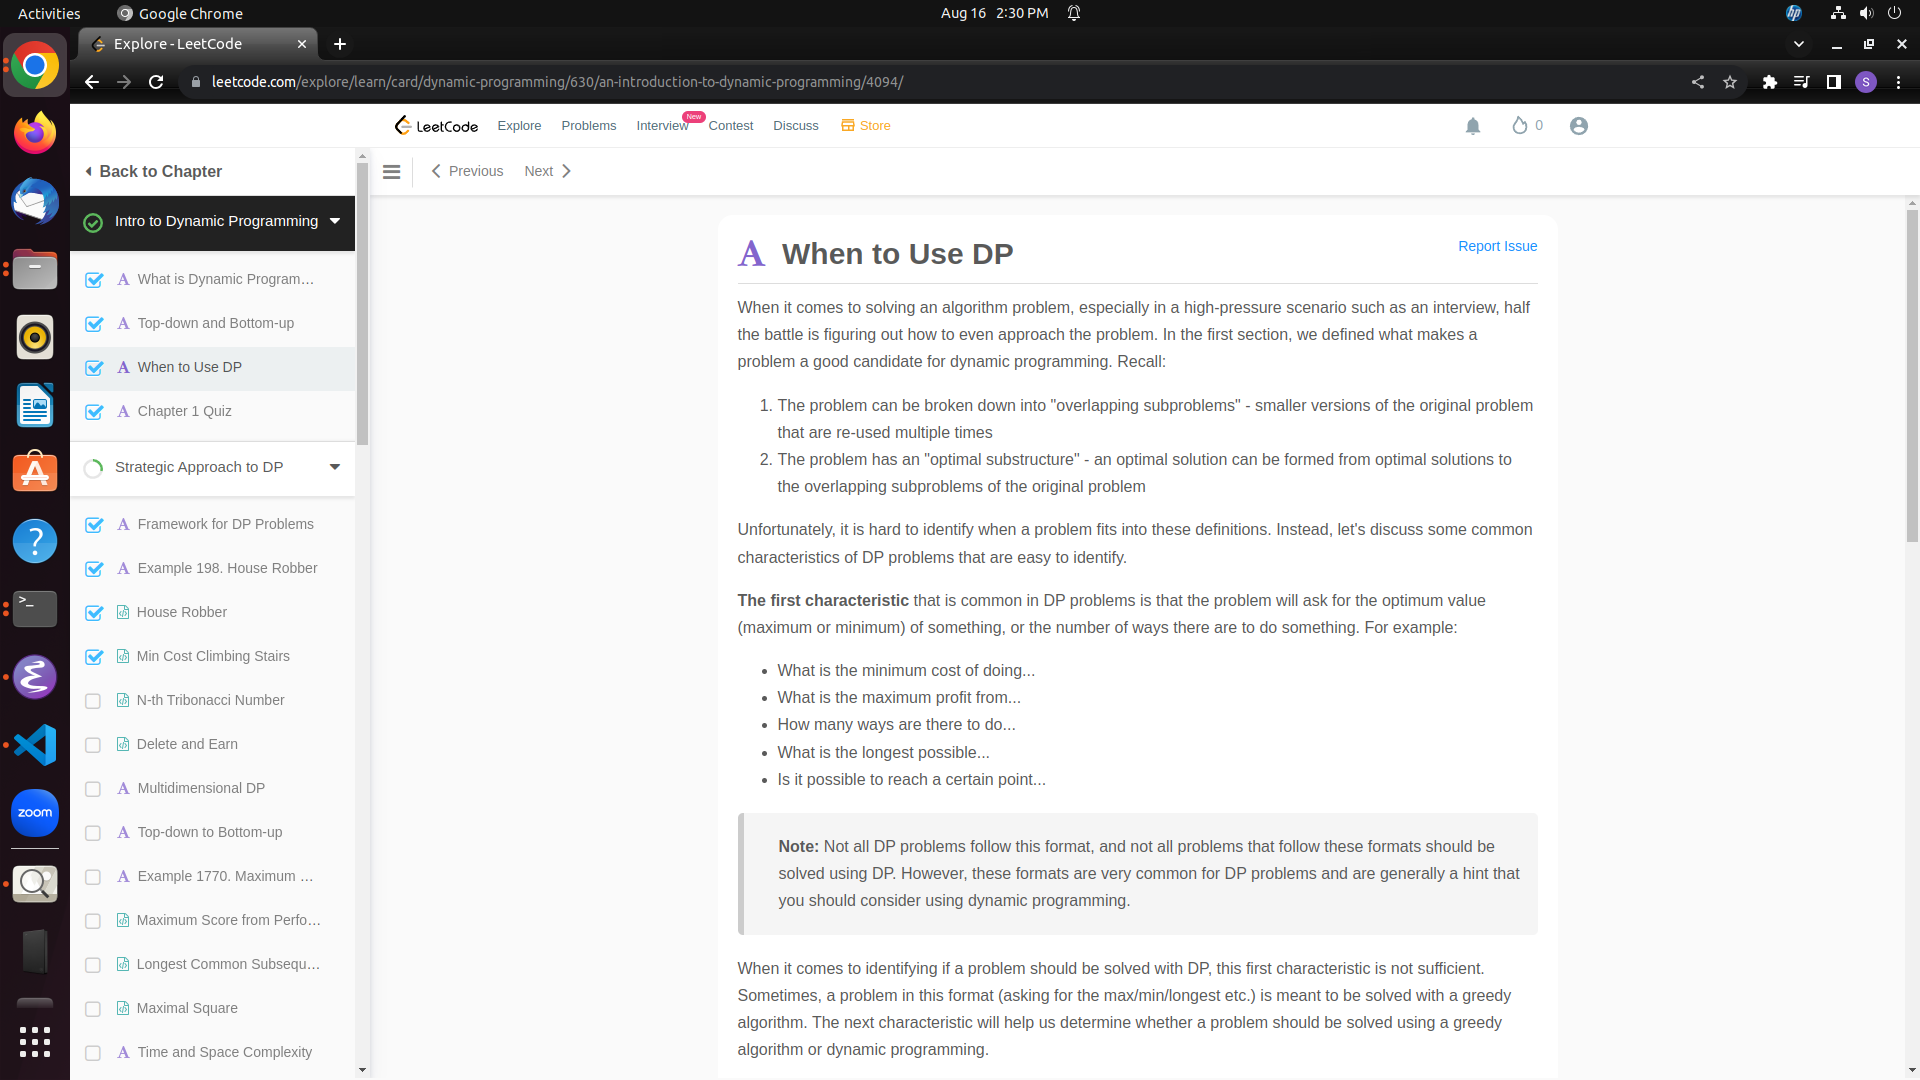 Activities
Google Chrome
Aug 16 2:30 PM
hp
Explore - LeetCode
leetcode.com/explore/learn/card/dynamic-programming/630/an-introduction-to-dynamic-programming/4094/
S
LeetCode
Explore
Problems
Interview
New
Contest
Discuss
Store
0
Back to Chapter
Previous
Next
Intro to Dynamic Programming
A What is Dynamic Program...
A Top-down and Bottom-up
A When to Use DP
A Chapter 1 Quiz
Strategic Approach to DP
A Framework for DP Problems
A Example 198. House Robber
House Robber
Min Cost Climbing Stairs
N-th Tribonacci Number
Delete and Earn
A Multidimensional DP
A Top-down to Bottom-up
A Example 1770. Maximum ...
Maximum Score from Perfo...
Longest Common Subsequ...
Maximal Square
A Time and Space Complexity
zoom
A When to Use DP
Report Issue
When it comes to solving an algorithm problem, especially in a high-pressure scenario such as an interview, half
the battle is figuring out how to even approach the problem. In the first section, we defined what makes a
problem a good candidate for dynamic programming. Recall:
1. The problem can be broken down into "overlapping subproblems" - smaller versions of the original problem
that are re-used multiple times
2. The problem has an "optimal substructure" - an optimal solution can be formed from optimal solutions to
the overlapping subproblems of the original problem
Unfortunately, it is hard to identify when a problem fits into these definitions. Instead, let's discuss some common
characteristics of DP problems that are easy to identify.
The first characteristic that is common in DP problems is that the problem will ask for the optimum value
(maximum or minimum) of something, or the number of ways there are to do something. For example:
• What is the minimum cost of doing...
• What is the maximum profit from...
• How many ways are there to do...
• What is the longest possible...
• Is it possible to reach a certain point...
Note: Not all DP problems follow this format, and not all problems that follow these formats should be
solved using DP. However, these formats are very common for DP problems and are generally a hint that
you should consider using dynamic programming.
When it comes to identifying if a problem should be solved with DP, this first characteristic is not sufficient.
Sometimes, a problem in this format (asking for the max/min/longest etc.) is meant to be solved with a greedy
algorithm. The next characteristic will help us determine whether a problem should be solved using a greedy
algorithm or dynamic programming.